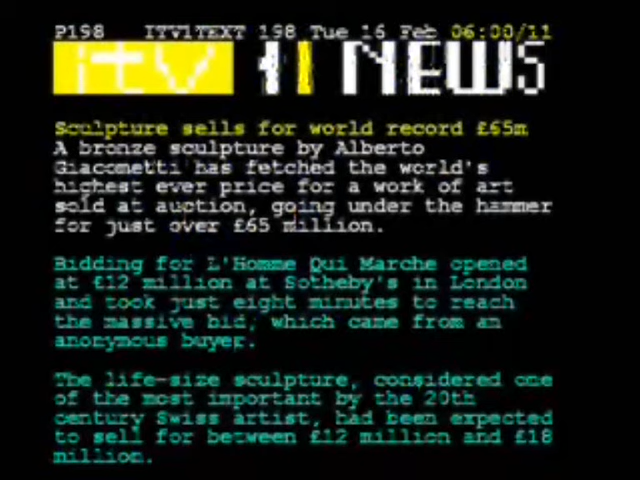 P198 ITV1TEXT 198 Tue 16 Feb 06:00/11
itv 1 NEWS
Sculpture sells for world record £65m
A bronze sculpture by Alberto
Giacometti has fetched the world's
highest ever price for a work of art
sold at auction, going under the hammer
for just over £65 million.
Bidding for L'Homme Qui Marche opened
at £12 million at Sotheby's in London
and took just eight minutes to reach
the massive bid, which came from an
anonymous buyer.
The life-size sculpture, considered one
of the most important by the 20th
century Swiss artist, had been expected
to sell for between £12 million and £18
million.